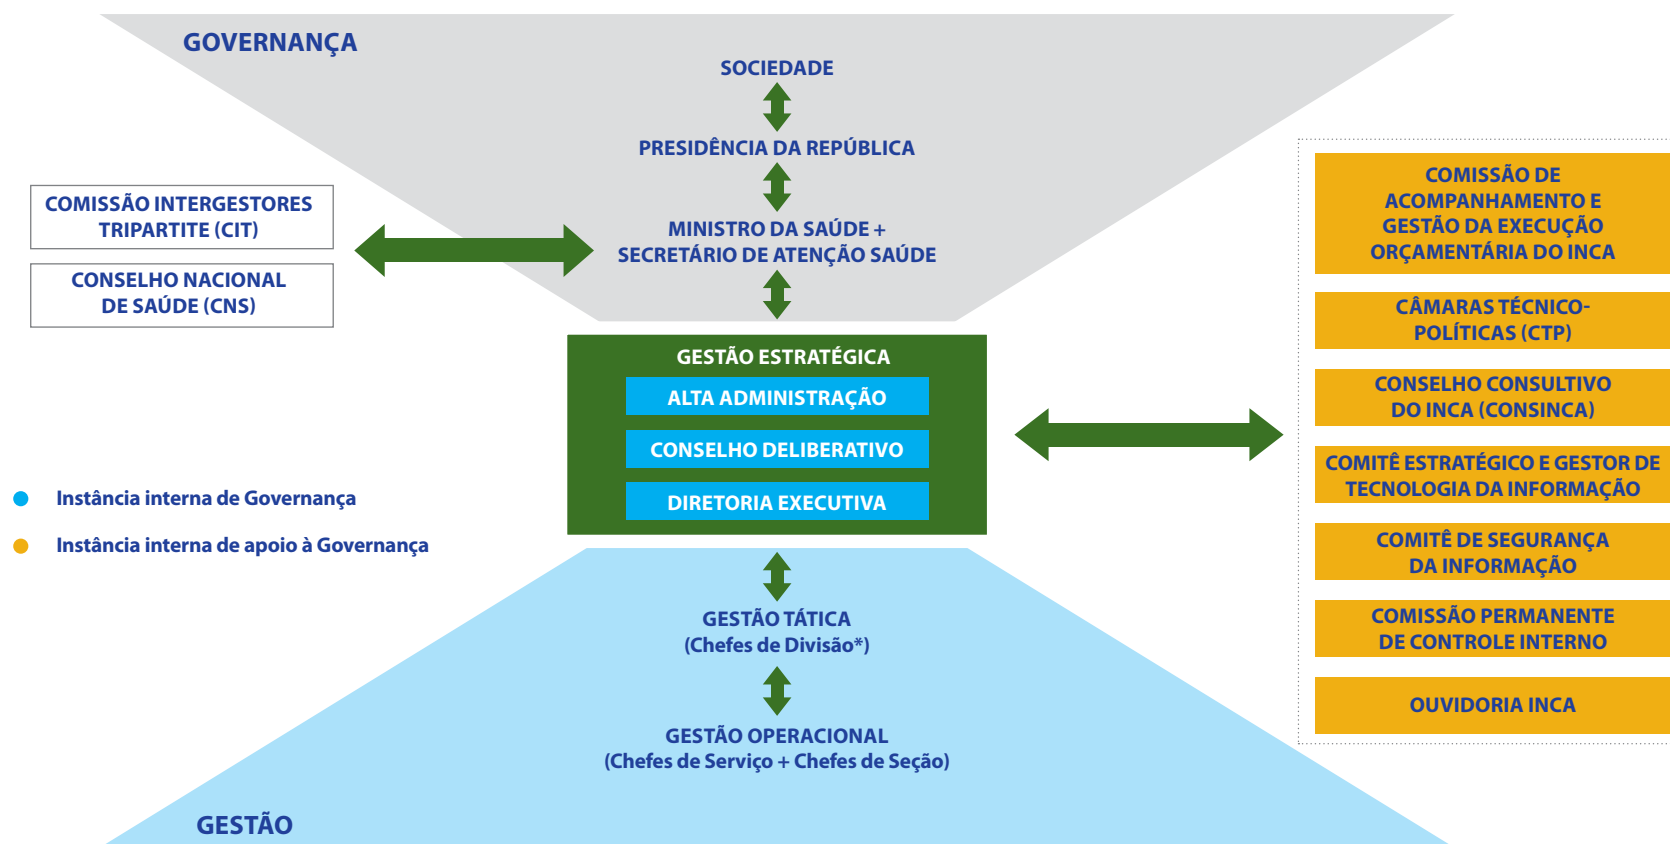 GOVERNANÇA
SOCIEDADE
PRESIDÊNCIA DA REPÚBLICA
MINISTRO DA SAÚDE +
SECRETÁRIO DE ATENÇÃO SAÚDE
COMISSÃO INTERGESTORES
TRIPARTITE (CIT)
CONSELHO NACIONAL
DE SAÚDE (CNS)
GESTÃO ESTRATÉGICA
ALTA ADMINISTRAÇÃO
CONSELHO DELIBERATIVO
DIRETORIA EXECUTIVA
Instância interna de Governança
Instância interna de apoio à Governança
GESTÃO TÁTICA
(Chefes de Divisão*)
GESTÃO OPERACIONAL
(Chefes de Serviço + Chefes de Seção)
GESTÃO
COMISSÃO DE
ACOMPANHAMENTO E
GESTÃO DA EXECUÇÃO
ORÇAMENTÁRIA DO INCA
CÂMARAS TÉCNICO-
POLÍTICAS (CTP)
CONSELHO CONSULTIVO
DO INCA (CONSINCA)
COMITÊ ESTRATÉGICO E GESTOR DE
TECNOLOGIA DA INFORMAÇÃO
COMITÊ DE SEGURANÇA
DA INFORMAÇÃO
COMISSÃO PERMANENTE
DE CONTROLE INTERNO
OUVIDORIA INCA